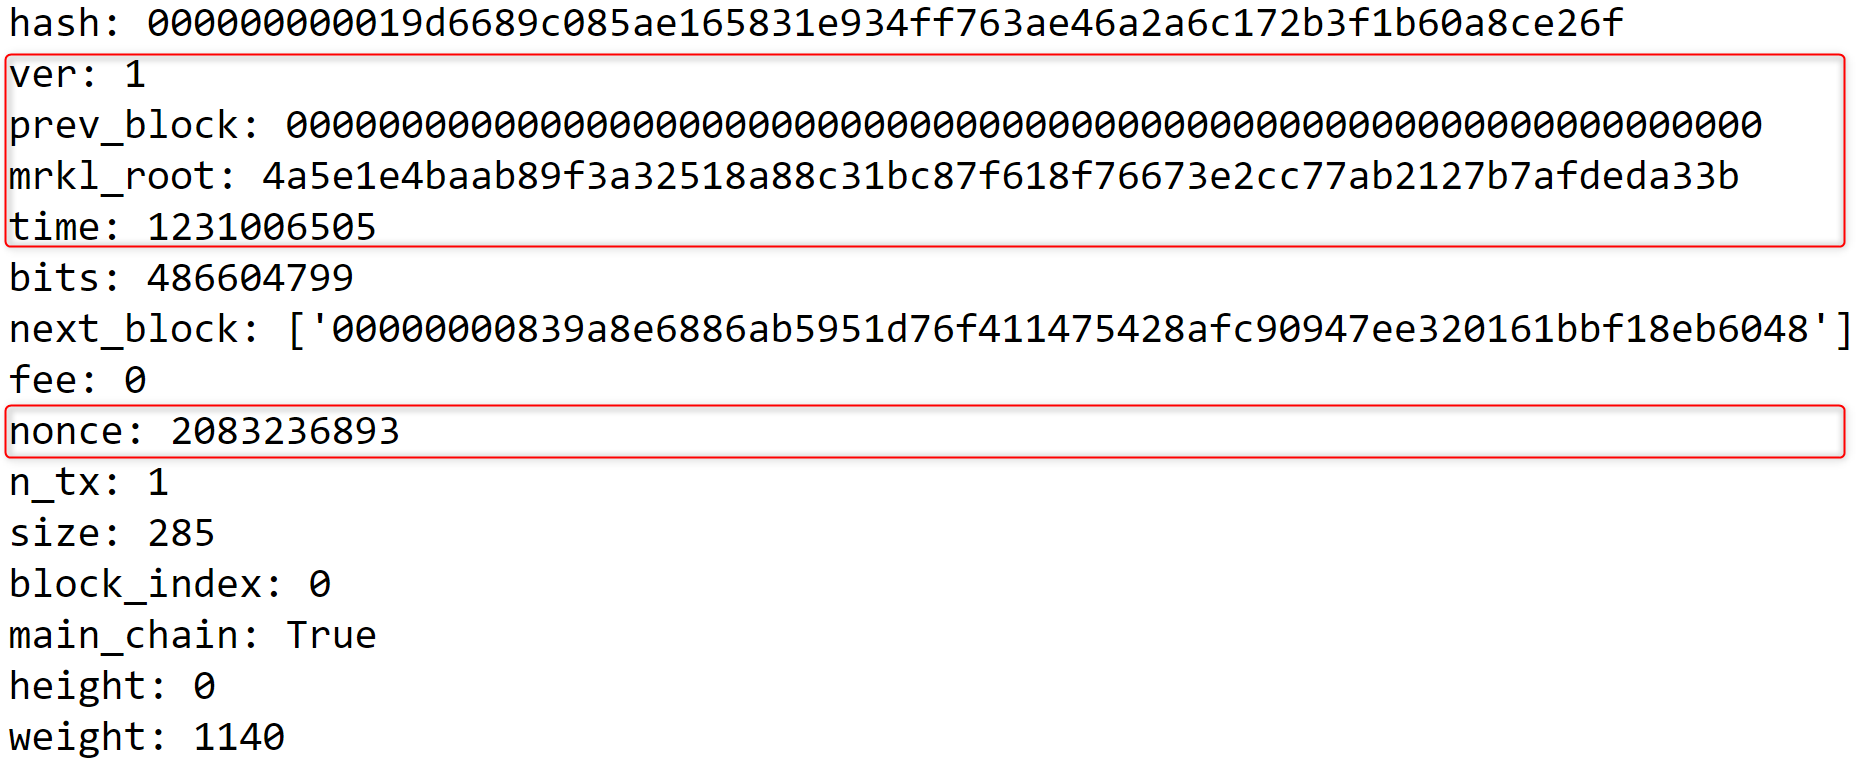 hash: 000000000019d6689c085ae165831e934ff763ae46a2a6c172b3f1b60a8ce26f
ver: 1
prev_block: 0000000000000000000000000000000000000000000000000000000000000000
mrkl_root: 4a5e1e4baab89f3a32518a88c31bc87f618f76673e2cc77ab2127b7afdeda33b
time: 1231006505
bits: 486604799
next_block: ['00000000839a8e6886ab5951d76f411475428afc90947ee320161bbf18eb6048']
fee: 0
nonce: 2083236893
n_tx: 1
size: 285
block_index: 0
main_chain: True
height: 0
weight: 1140